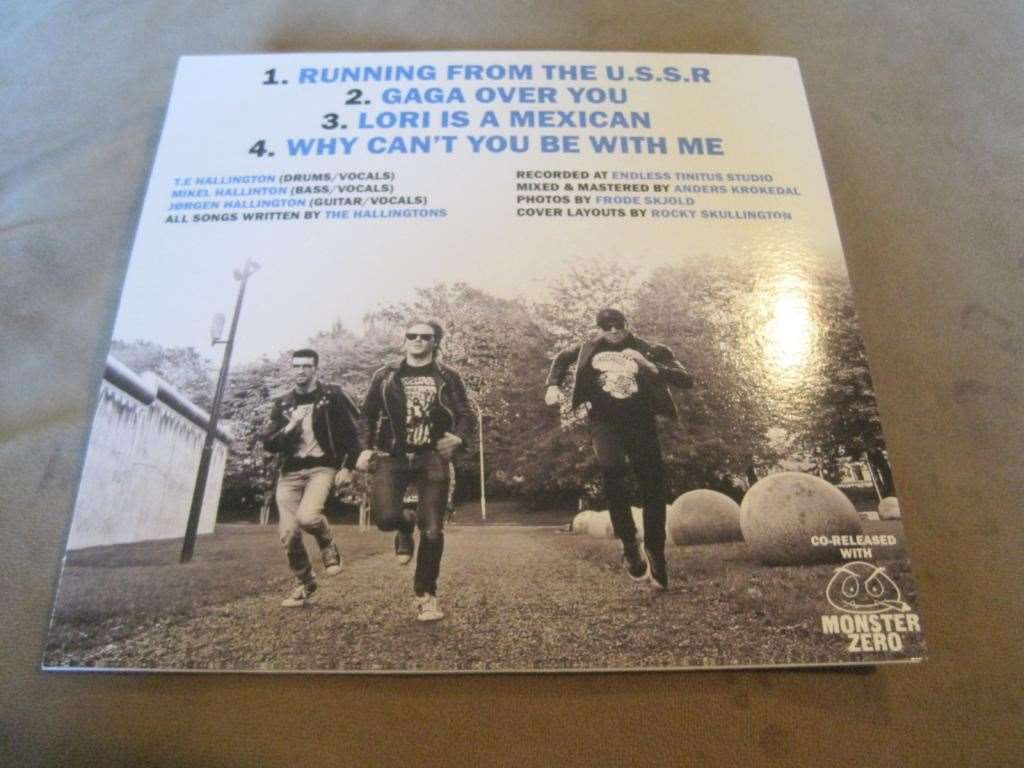 1. RUNNING FROM THE U.S.S.R
2. GAGA OVER YOU
3. LORI IS A MEXICAN
4. WHY CAN'T YOU BE WITH ME
T.E HALLINGTON (DRUMS/VOCALS)
MIKEL HALLINTON (BASS/VOCALS)
JØRGEN HALLINGTON (GUITAR/VOCALS)
ALL SONGS WRITTEN BY THE HALLINGTONS
RECORDED AT ENDLESS TINITUS STUDIO
MIXED & MASTERED BY ANDERS KROKEDAL
PHOTOS BY FRODE SKJOLD
COVER LAYOUTS BY ROCKY SKULLINGTON
CO-RELEASED
WITH
MONSTER
ZERO